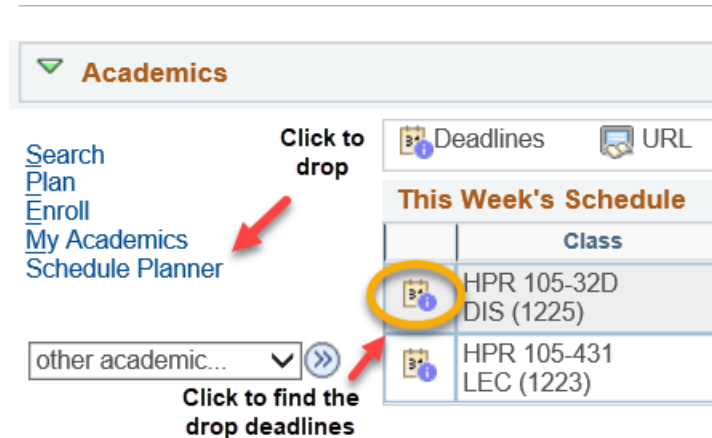 Academics
Search
Plan
Enroll
My Academics
Schedule Planner
Click to
drop
Deadlines
URL
This Week's Schedule
Class
HPR 105-32D
DIS (1225)
HPR 105-431
LEC (1223)
other academic...
Click to find the
drop deadlines